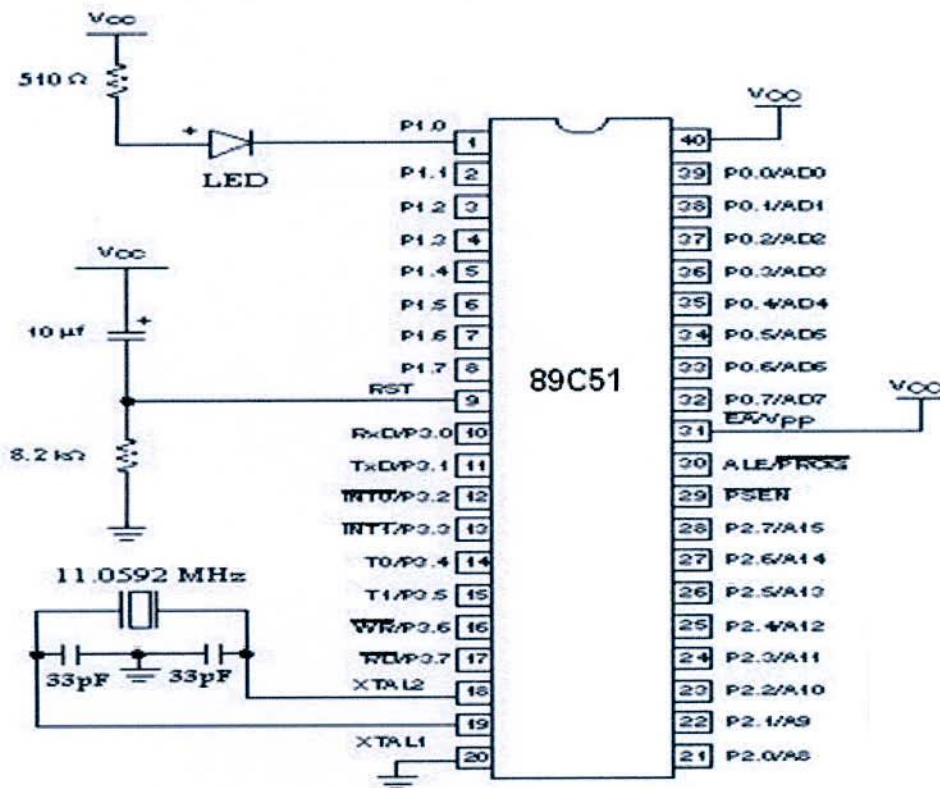 Vcc
510 Ω
+
LED
Vcc
10 μf
+
8.2 kΩ
11.0592 MHz
33pF 33pF
89C51
P1.0 1
P1.1 2
P1.2 3
P1.3 4
P1.4 5
P1.5 6
P1.6 7
P1.7 8
RST 9
RxD/P3.0 10
TxD/P3.1 11
INT0/P3.2 12
INT1/P3.3 13
T0/P3.4 14
T1/P3.5 15
WR/P3.6 16
RD/P3.7 17
XTAL2 18
XTAL1 19
20
Vcc
40
39 P0.0/AD0
38 P0.1/AD1
37 P0.2/AD2
36 P0.3/AD3
35 P0.4/AD4
34 P0.5/AD5
33 P0.6/AD6
32 P0.7/AD7
Vcc
31 EA/VPP
30 ALE/PROG
29 PSEN
28 P2.7/A15
27 P2.6/A14
26 P2.5/A13
25 P2.4/A12
24 P2.3/A11
23 P2.2/A10
22 P2.1/A9
21 P2.0/A8